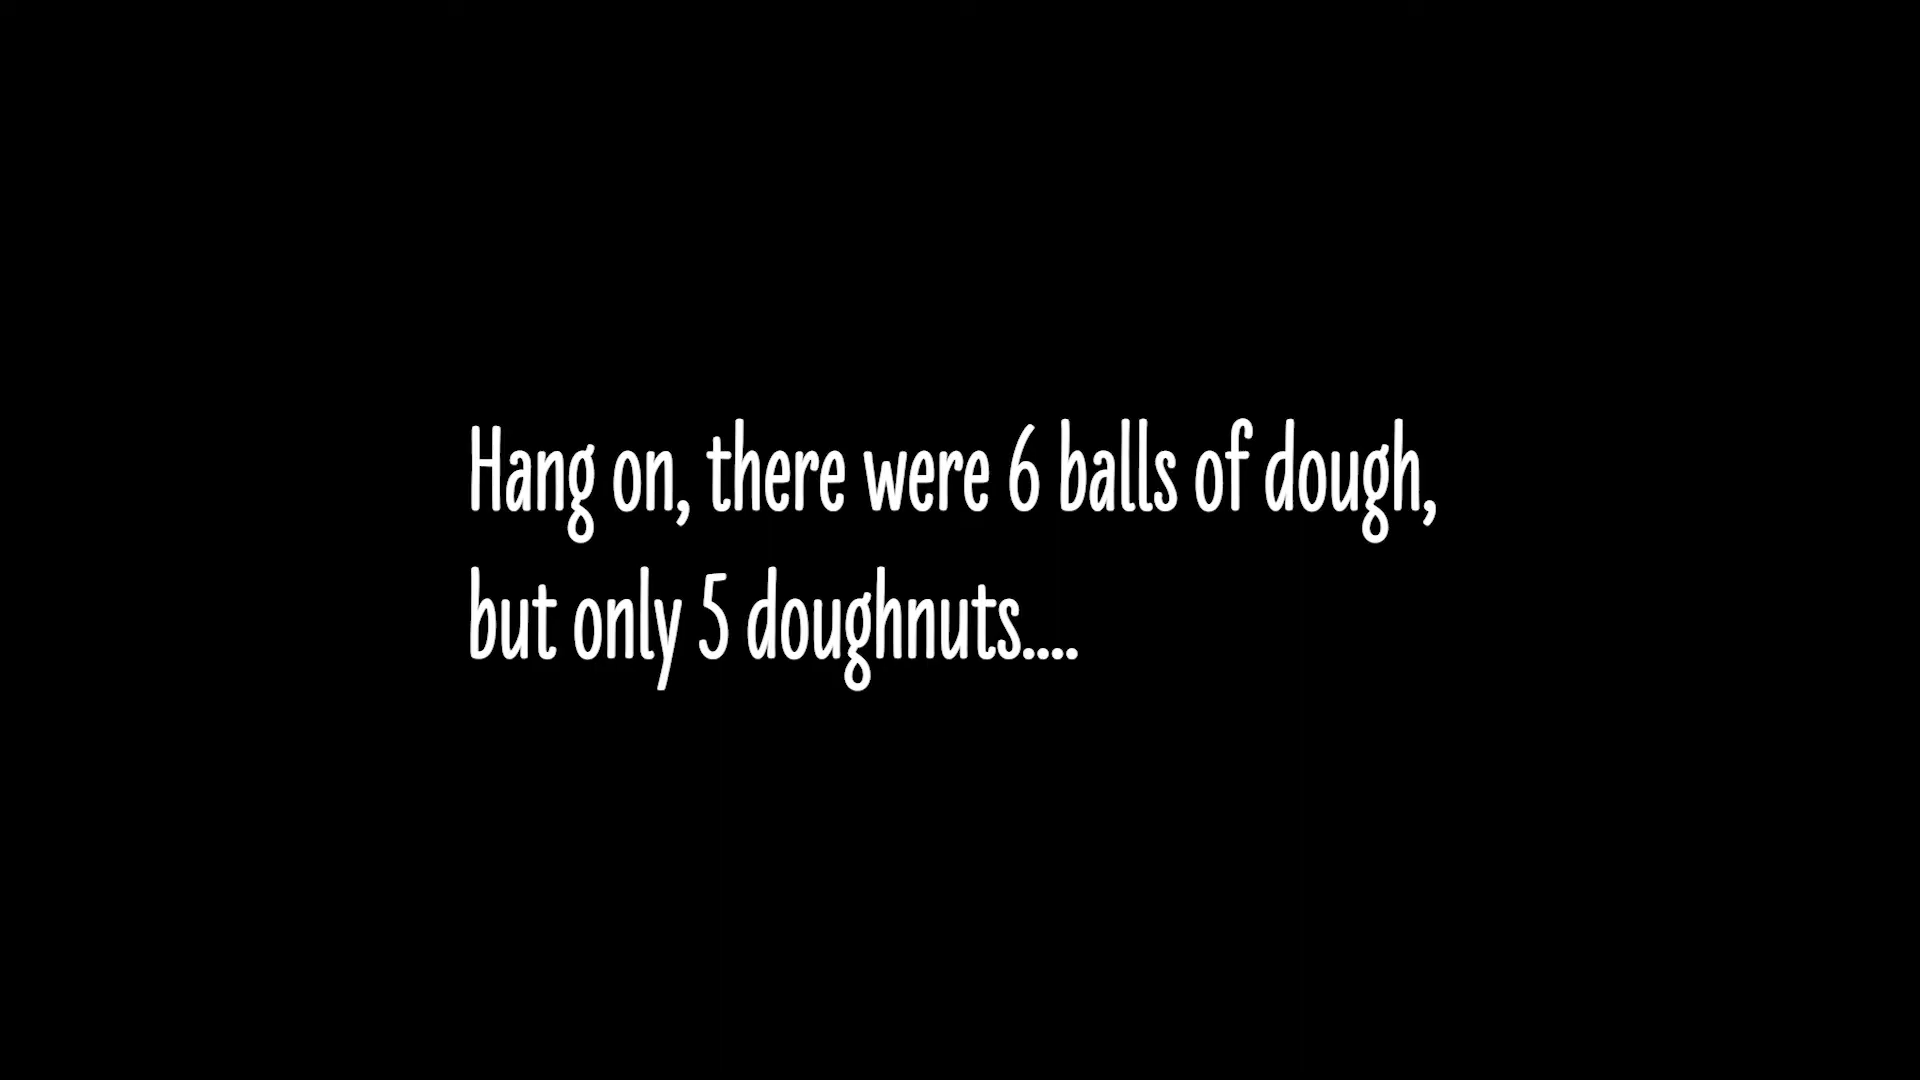 Hang on, there were 6 balls of dough,
but only 5 doughnuts....